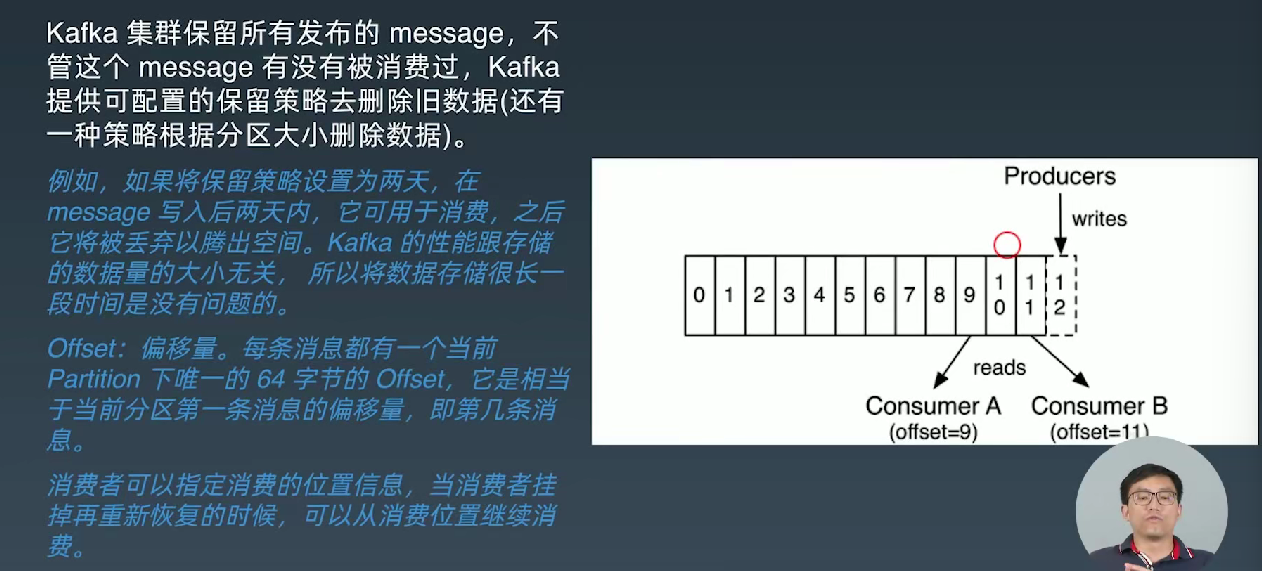 Kafka 集群保留所有发布的 message，不
管这个 message 有没有被消费过，Kafka
提供可配置的保留策略去删除旧数据(还有
一种策略根据分区大小删除数据)。
例如，如果将保留策略设置为两天，在
message 写入后两天内，它可用于消费，之后
它将被丢弃以腾出空间。Kafka 的性能跟存储
的数据量的大小无关， 所以将数据存储很长一
段时间是没有问题的。
Offset：偏移量。每条消息都有一个当前
Partition 下唯一的 64 字节的 Offset，它是相当
于当前分区第一条消息的偏移量，即第几条消
息。
消费者可以指定消费的位置信息，当消费者挂
掉再重新恢复的时候，可以从消费位置继续消
费。
Producers
writes
0 1 2 3 4 5 6 7 8 9 10 11 12
reads
Consumer A Consumer B
(offset=9) (offset=11)